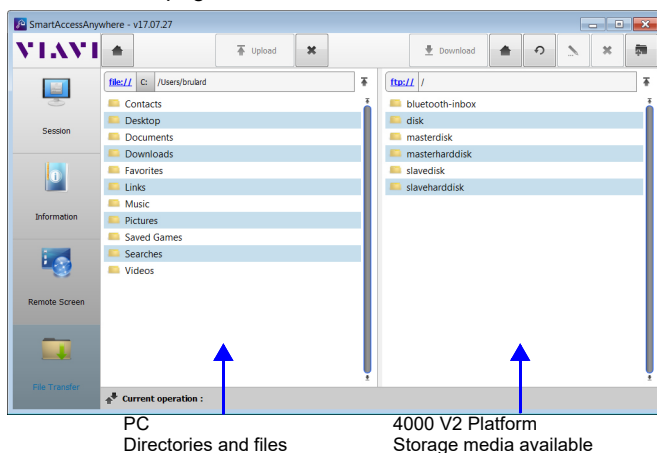 SmartAccessAnywhere - v17.07.27
VIAVI
Upload
Download
file:// C: /Users/brulard
ftp:// /
Contacts
Desktop
Documents
Downloads
Favorites
Links
Music
Pictures
Saved Games
Searches
Videos
bluetooth-inbox
disk
masterdisk
masterharddisk
slavedisk
slaveharddisk
Session
Information
Remote Screen
File Transfer
Current operation :
PC
Directories and files
4000 V2 Platform
Storage media available